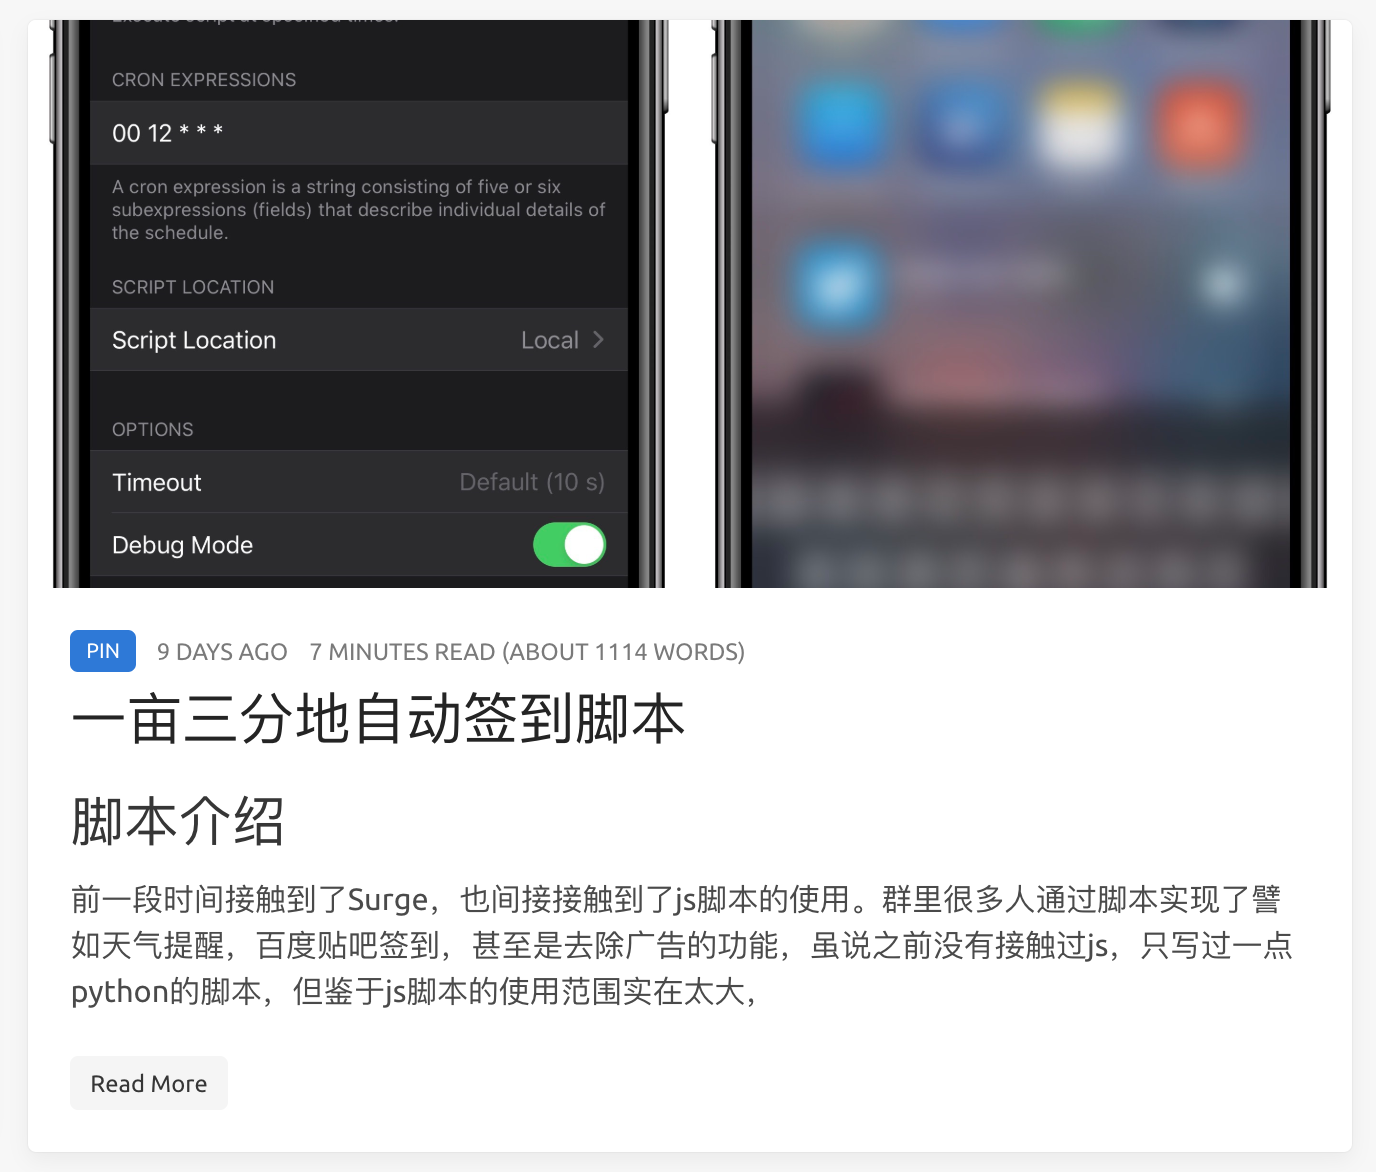 Execute script at specified times.
CRON EXPRESSIONS
00 12 * * *
A cron expression is a string consisting of five or six
subexpressions (fields) that describe individual details of
the schedule.
SCRIPT LOCATION
Script Location Local
OPTIONS
Timeout Default (10 s)
Debug Mode
PIN 9 DAYS AGO 7 MINUTES READ (ABOUT 1114 WORDS)
一亩三分地自动签到脚本
脚本介绍
前一段时间接触到了Surge，也间接接触到了js脚本的使用。群里很多人通过脚本实现了譬
如天气提醒，百度贴吧签到，甚至是去除广告的功能，虽说之前没有接触过js，只写过一点
python的脚本，但鉴于js脚本的使用范围实在太大，
Read More